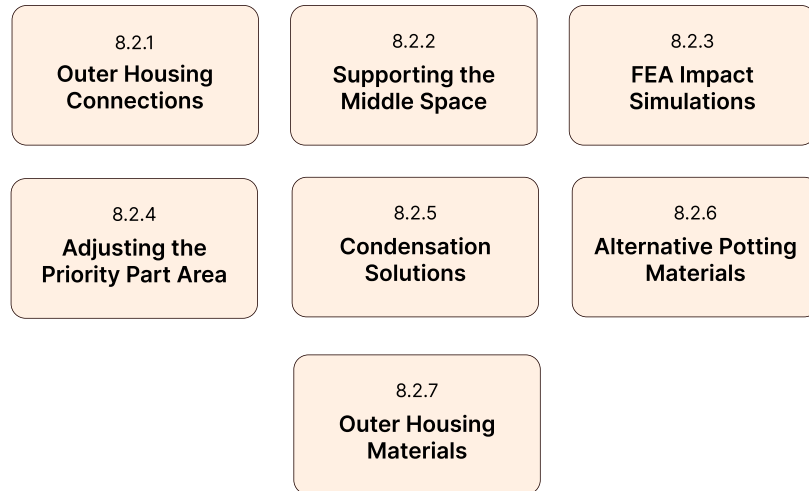 8.2.1
Outer Housing
Connections
8.2.2
Supporting the
Middle Space
8.2.3
FEA Impact
Simulations
8.2.4
Adjusting the
Priority Part Area
8.2.5
Condensation
Solutions
8.2.6
Alternative Potting
Materials
8.2.7
Outer Housing
Materials